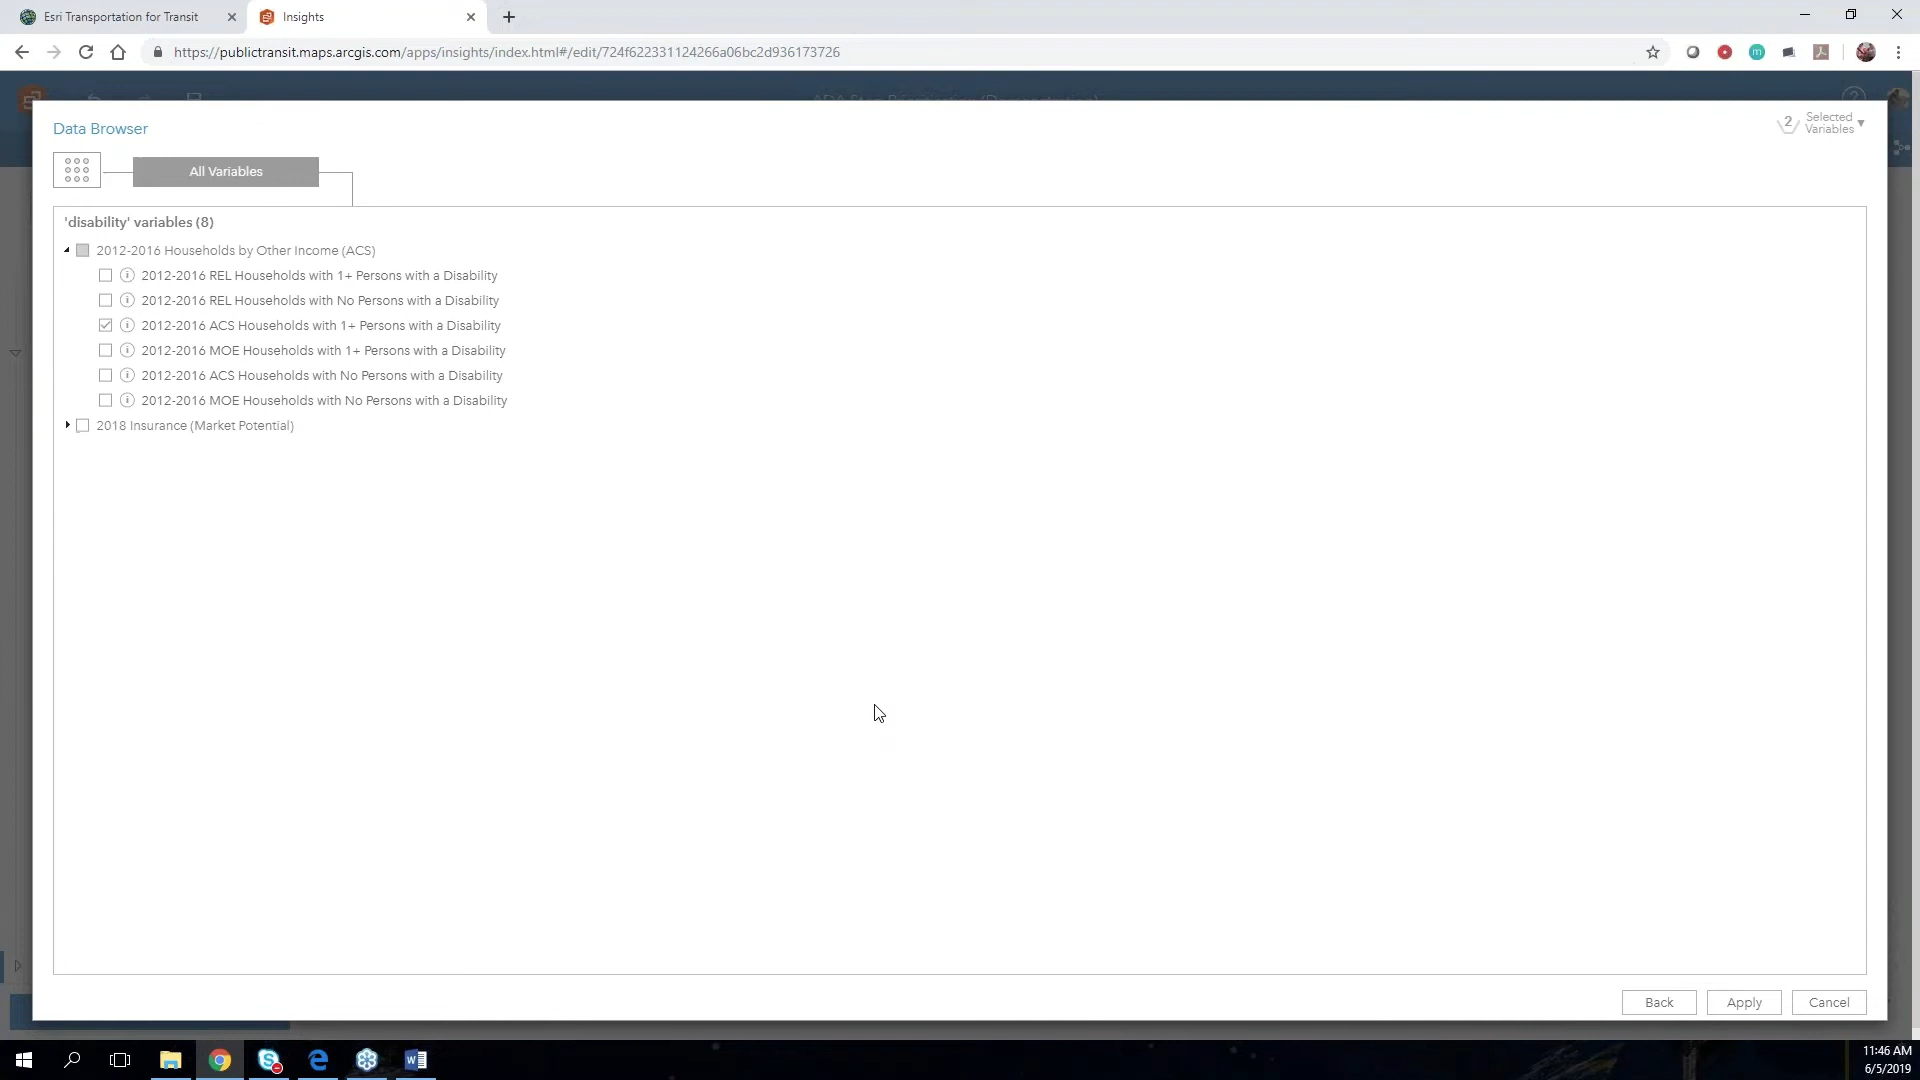 Esri Transportation for Transit
Insights
https://publictransit.maps.arcgis.com/apps/insights/index.html#/edit/724f622331124266a06bc2d936173726
Data Browser
2 Selected Variables
All Variables
'disability' variables (8)
2012-2016 Households by Other Income (ACS)
2012-2016 REL Households with 1+ Persons with a Disability
2012-2016 REL Households with No Persons with a Disability
2012-2016 ACS Households with 1+ Persons with a Disability
2012-2016 MOE Households with 1+ Persons with a Disability
2012-2016 ACS Households with No Persons with a Disability
2012-2016 MOE Households with No Persons with a Disability
2018 Insurance (Market Potential)
Back Apply Cancel
11:46 AM
6/5/2019